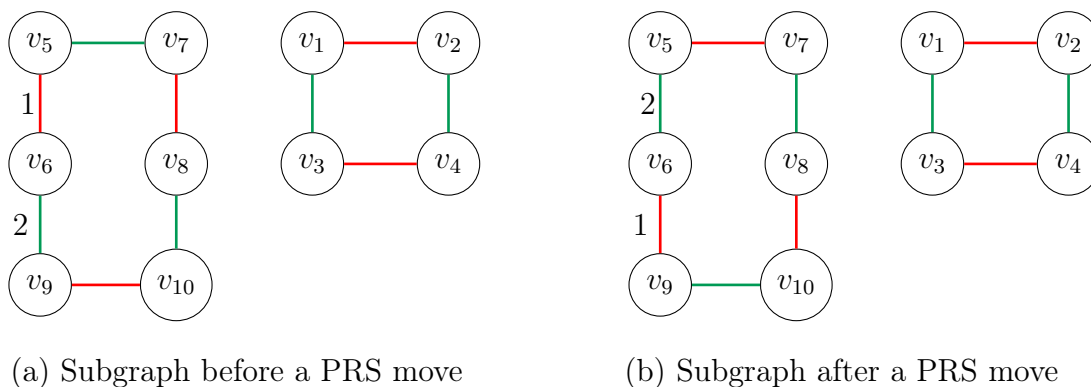 v5 v7 v1 v2 v5 v7 v1 v2
1 2
v6 v8 v3 v4 v6 v8 v3 v4
2 1
v9 v10 v9 v10
(a) Subgraph before a PRS move (b) Subgraph after a PRS move